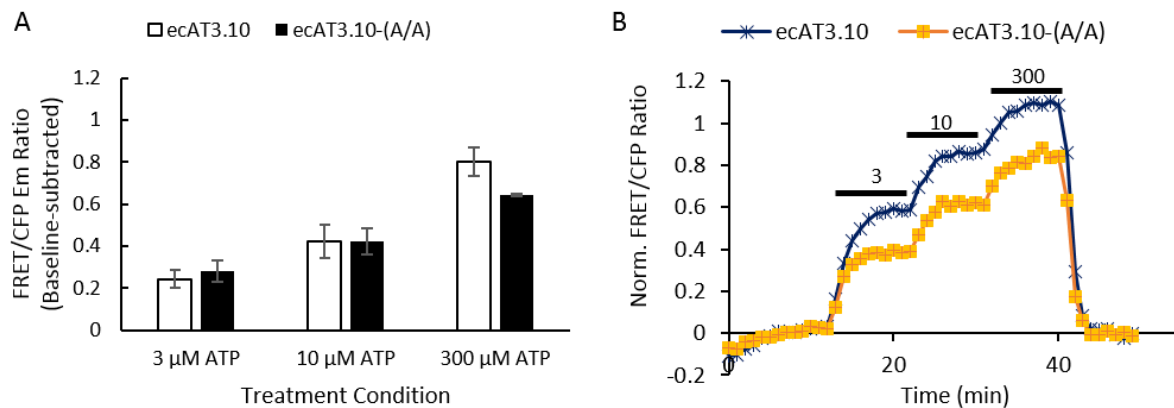 A
ecAT3.10
ecAT3.10-(A/A)
FRET/CFP Em Ratio
(Baseline-subtracted)
1.2
1
0.8
0.6
0.4
0.2
0
3 µM ATP
10 µM ATP
300 µM ATP
Treatment Condition
B
ecAT3.10
ecAT3.10-(A/A)
Norm. FRET/CFP Ratio
1.2
1
0.8
0.6
0.4
0.2
0
-0.2
3
10
300
0
20
40
Time (min)